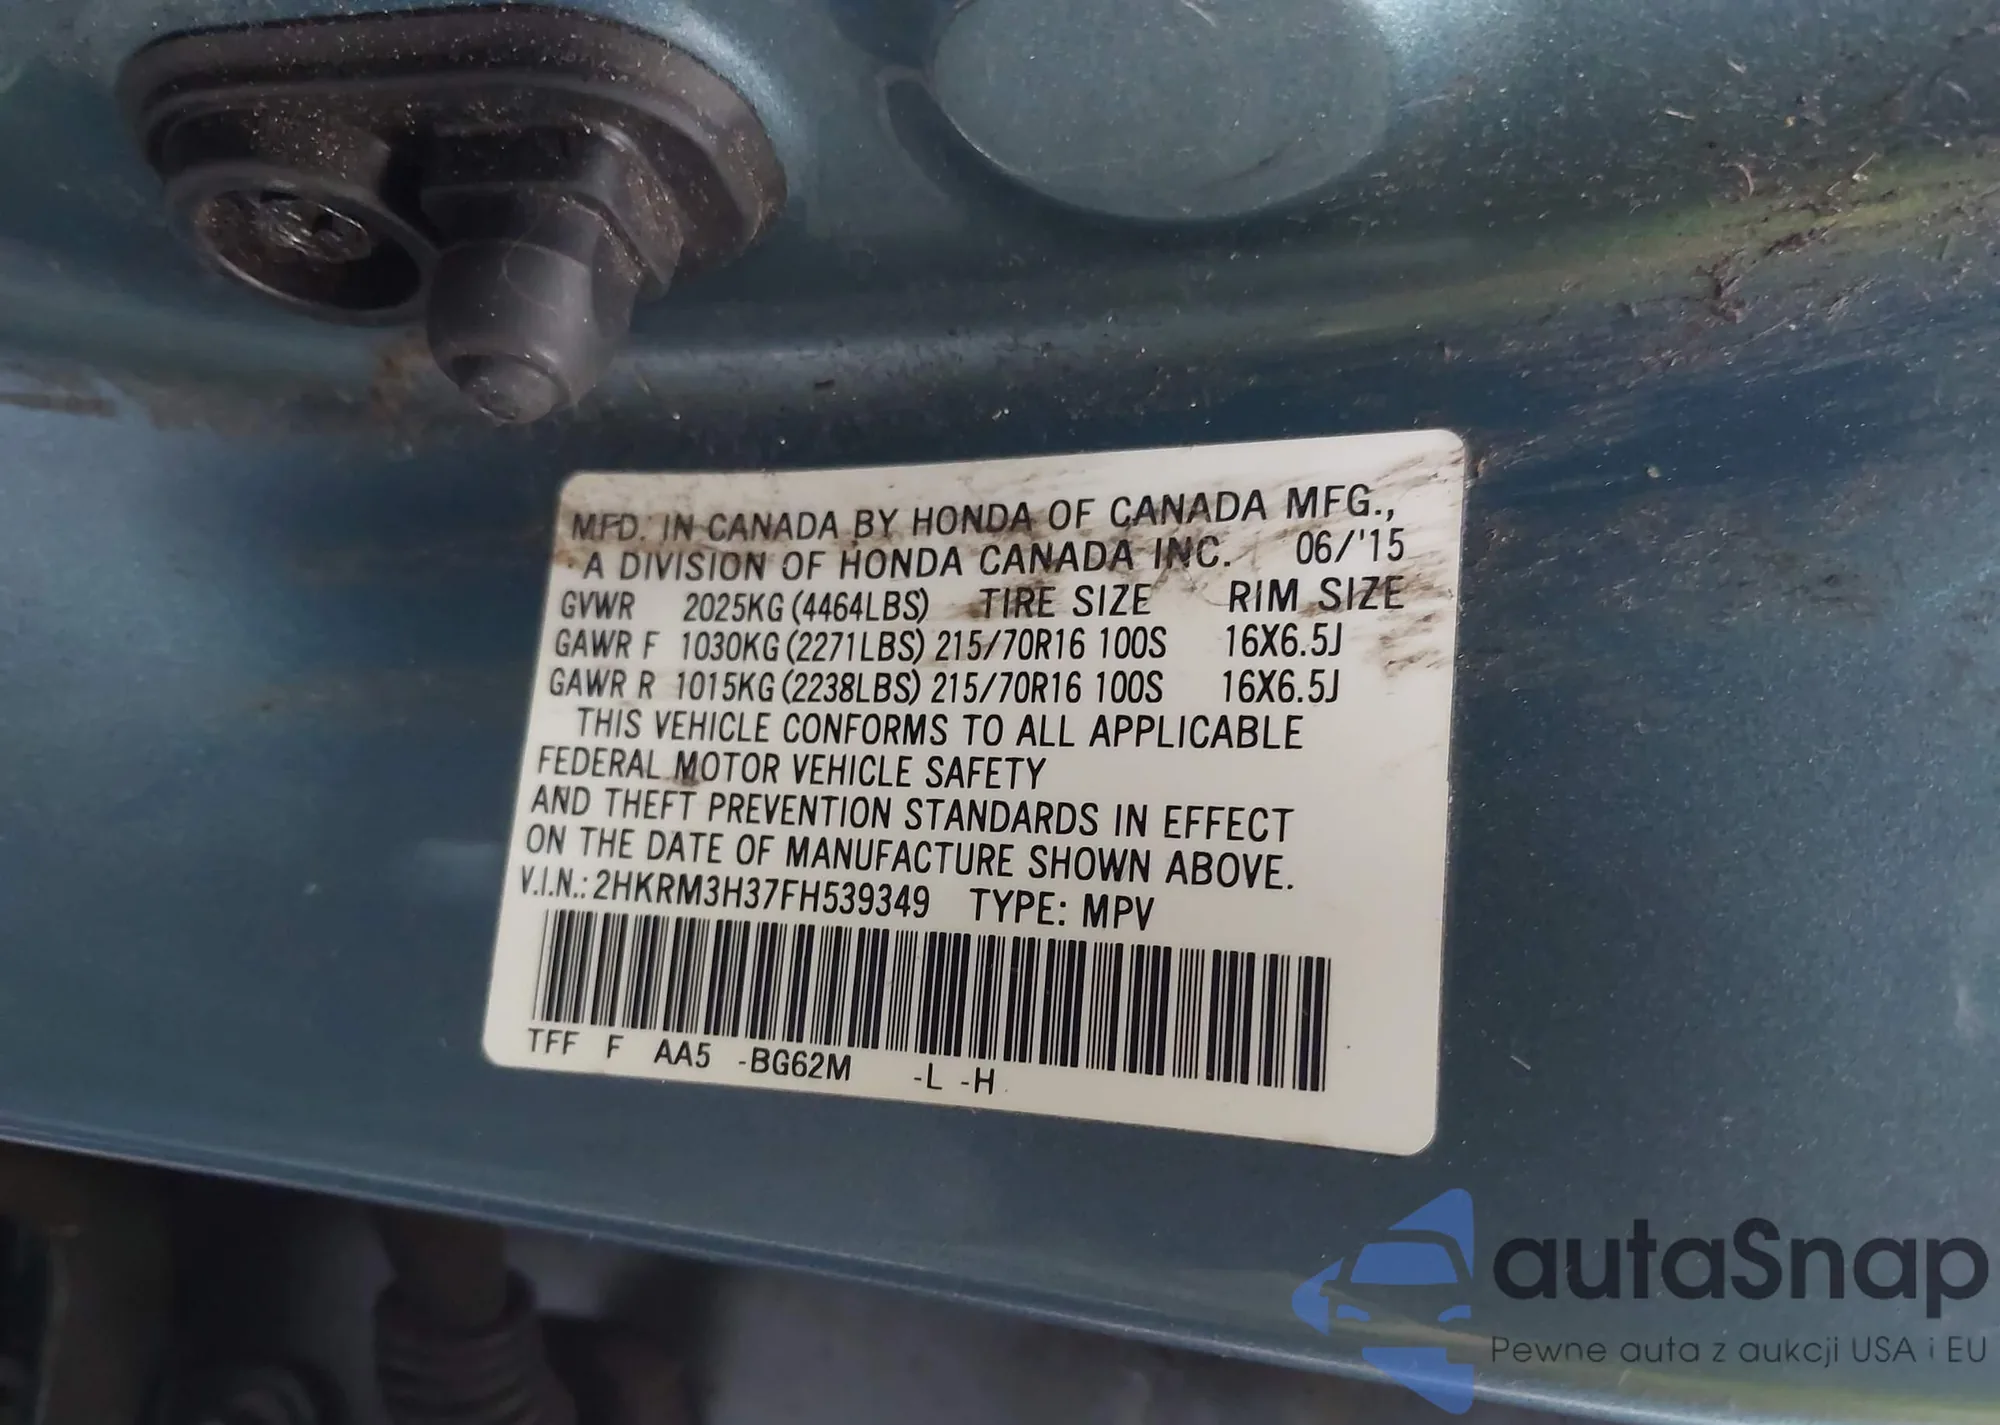 MFD. IN CANADA BY HONDA OF CANADA MFG.,
A DIVISION OF HONDA CANADA INC. 06/'15
GVWR 2025KG (4464LBS) TIRE SIZE RIM SIZE
GAWR F 1030KG (2271LBS) 215/70R16 100S 16X6.5J
GAWR R 1015KG (2238LBS) 215/70R16 100S 16X6.5J
THIS VEHICLE CONFORMS TO ALL APPLICABLE
FEDERAL MOTOR VEHICLE SAFETY
AND THEFT PREVENTION STANDARDS IN EFFECT
ON THE DATE OF MANUFACTURE SHOWN ABOVE.
V.I.N.: 2HKRM3H37FH539349 TYPE: MPV
TFF F AA5 -BG62M -L -H
autaSnap
Pewne auta z aukcji USA i EU